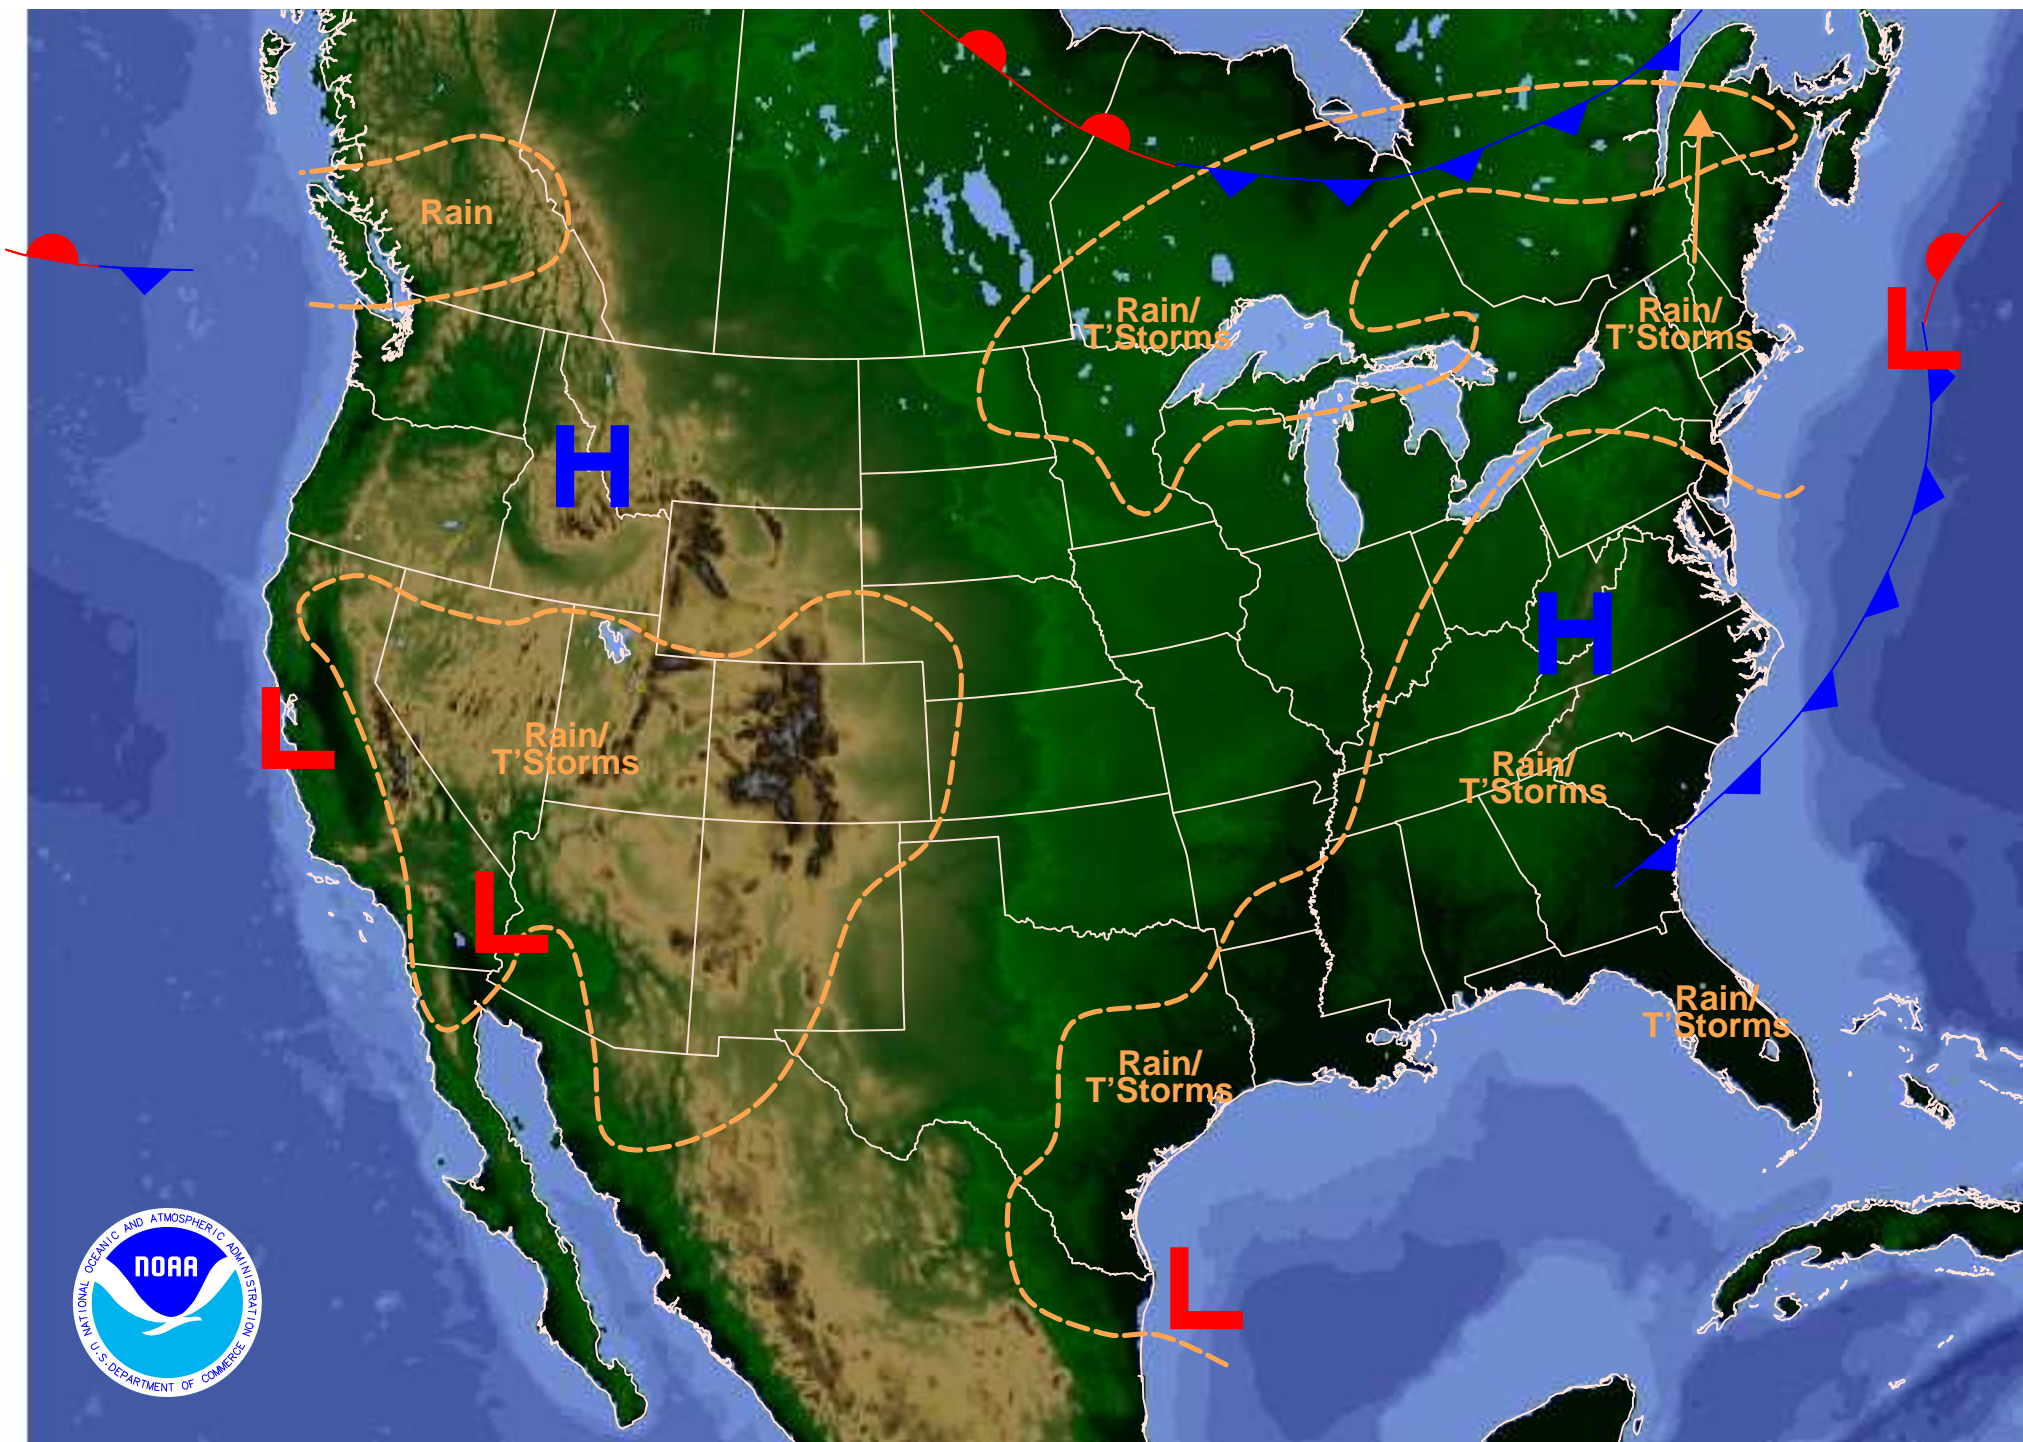 Rain
Rain/
T'Storms
Rain/
T'Storms
H
L
H
L
Rain/
T'Storms
Rain/
T'Storms
L
Rain/
T'Storms
Rain/
T'Storms
L
NATIONAL OCEANIC AND ATMOSPHERIC ADMINISTRATION
NOAA
U.S. DEPARTMENT OF COMMERCE